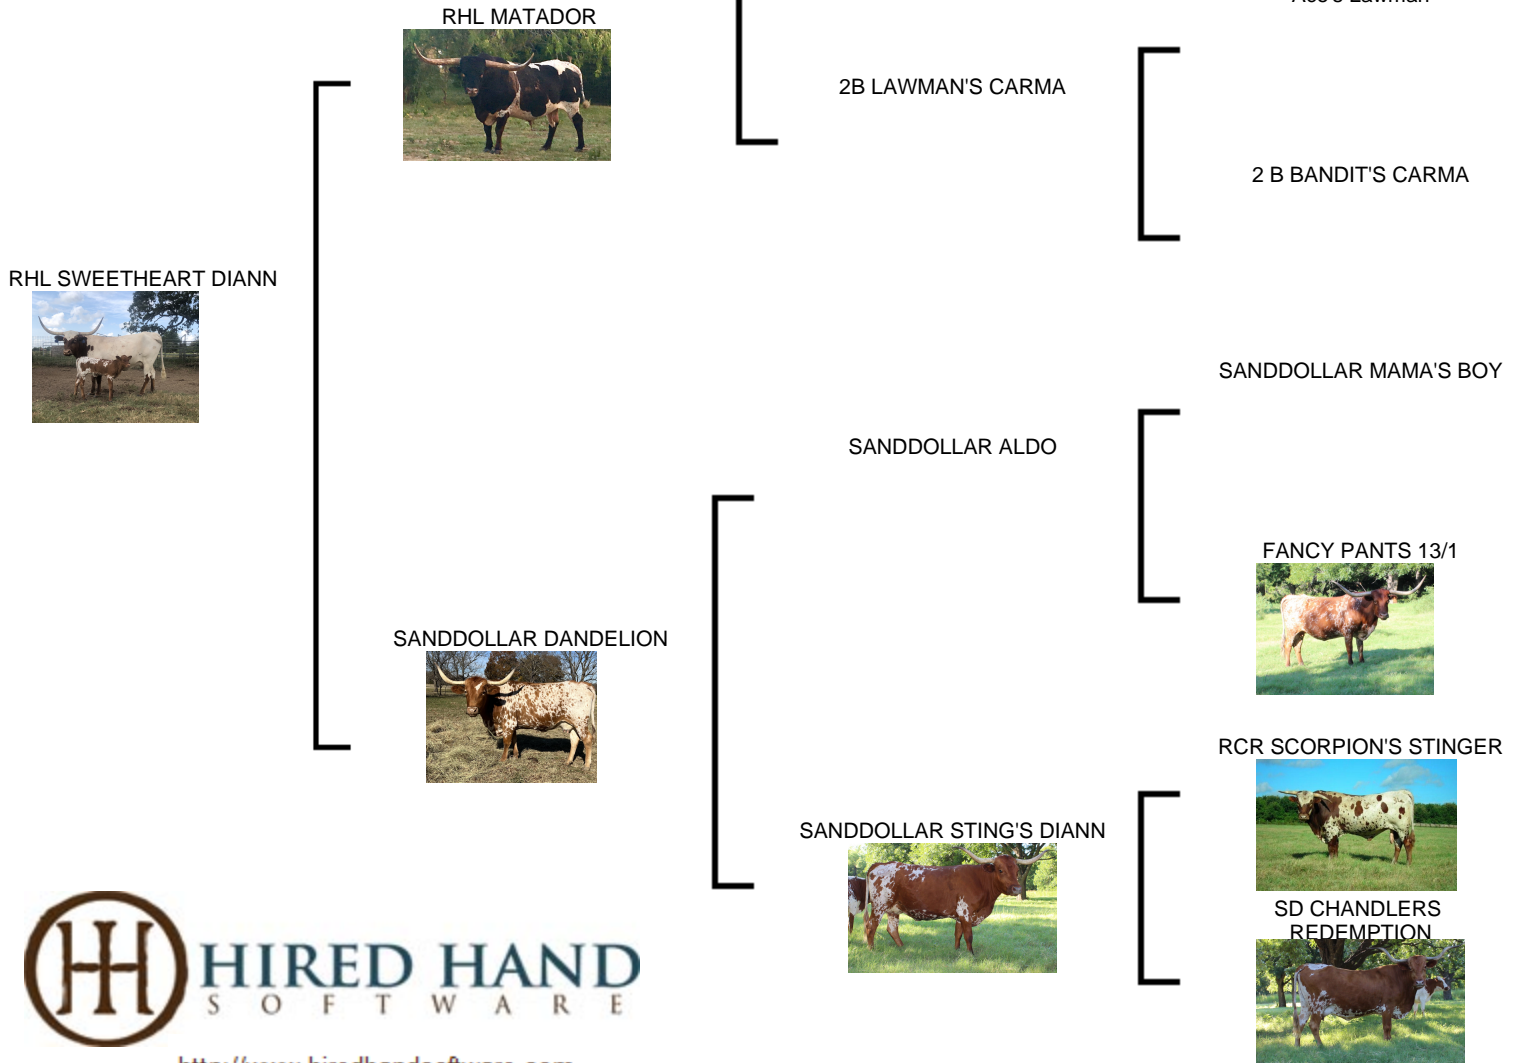 RHL MATADOR
2B LAWMAN'S CARMA
2 B BANDIT'S CARMA
RHL SWEETHEART DIANN
SANDDOLLAR MAMA'S BOY
SANDDOLLAR ALDO
FANCY PANTS 13/1
SANDDOLLAR DANDELION
RCR SCORPION'S STINGER
SANDDOLLAR STING'S DIANN
SD CHANDLERS
REDEMPTION
HIRED HAND
SOFTWARE